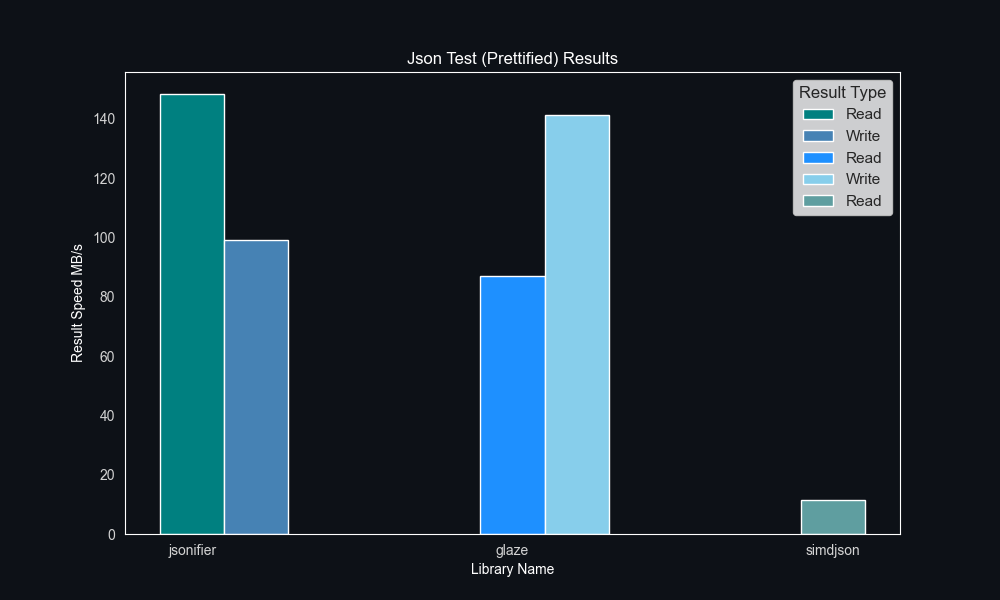 Json Test (Prettified) Results
Result Type
Read
Write
Read
Write
Read
Result Speed MB/s
140
120
100
80
60
40
20
0
jsonifier glaze simdjson
Library Name